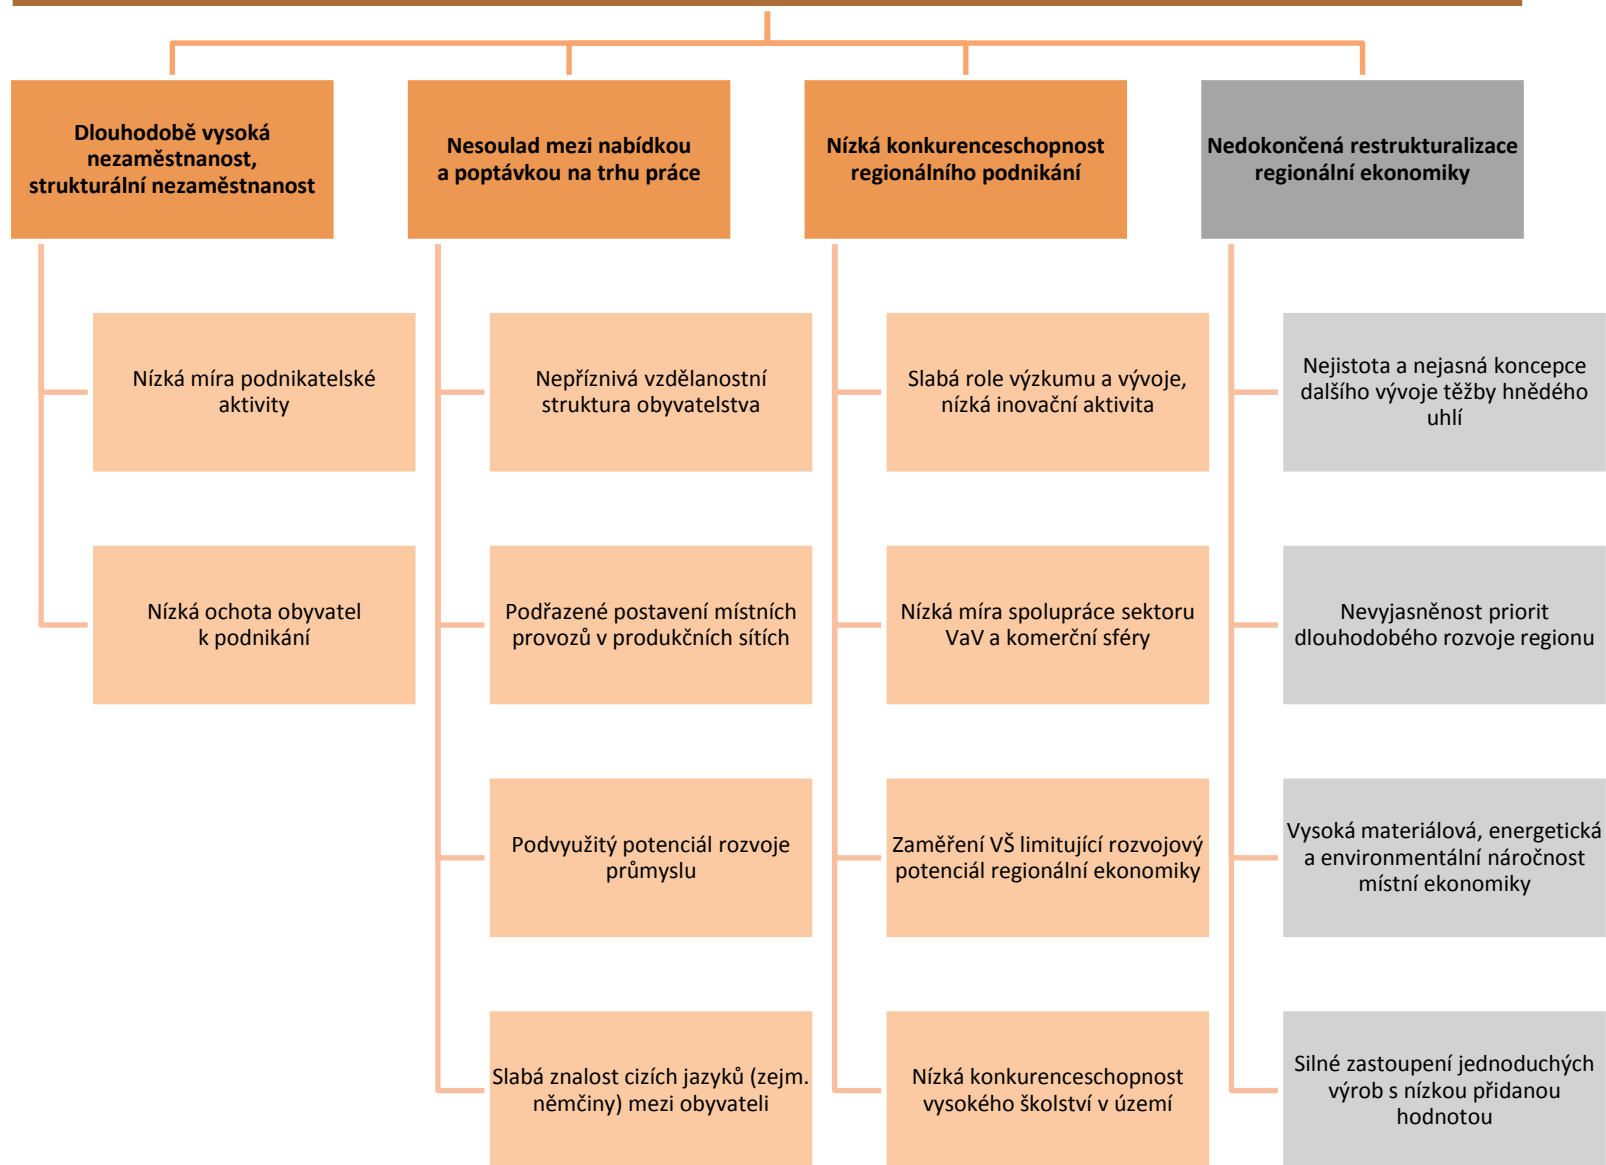 Dlouhodobě vysoká
nezaměstnanost,
strukturální nezaměstnanost
Nesoulad mezi nabídkou
a poptávkou na trhu práce
Nízká konkurenceschopnost
regionálního podnikání
Nedokončená restrukturalizace
regionální ekonomiky
Nízká míra podnikatelské
aktivity
Nepříznivá vzdělanostní
struktura obyvatelstva
Slabá role výzkumu a vývoje,
nízká inovační aktivita
Nejistota a nejasná koncepce
dalšího vývoje těžby hnědého
uhlí
Nízká ochota obyvatel
k podnikání
Podřazené postavení místních
provozů v produkčních sítích
Nízká míra spolupráce sektoru
VaV a komerční sféry
Nevyjasněnost priorit
dlouhodobého rozvoje regionu
Podvyužitý potenciál rozvoje
průmyslu
Zaměření VŠ limitující rozvojový
potenciál regionální ekonomiky
Vysoká materiálová, energetická
a environmentální náročnost
místní ekonomiky
Slabá znalost cizích jazyků (zejm.
němčiny) mezi obyvateli
Nízká konkurenceschopnost
vysokého školství v území
Silné zastoupení jednoduchých
výrob s nízkou přidanou
hodnotou